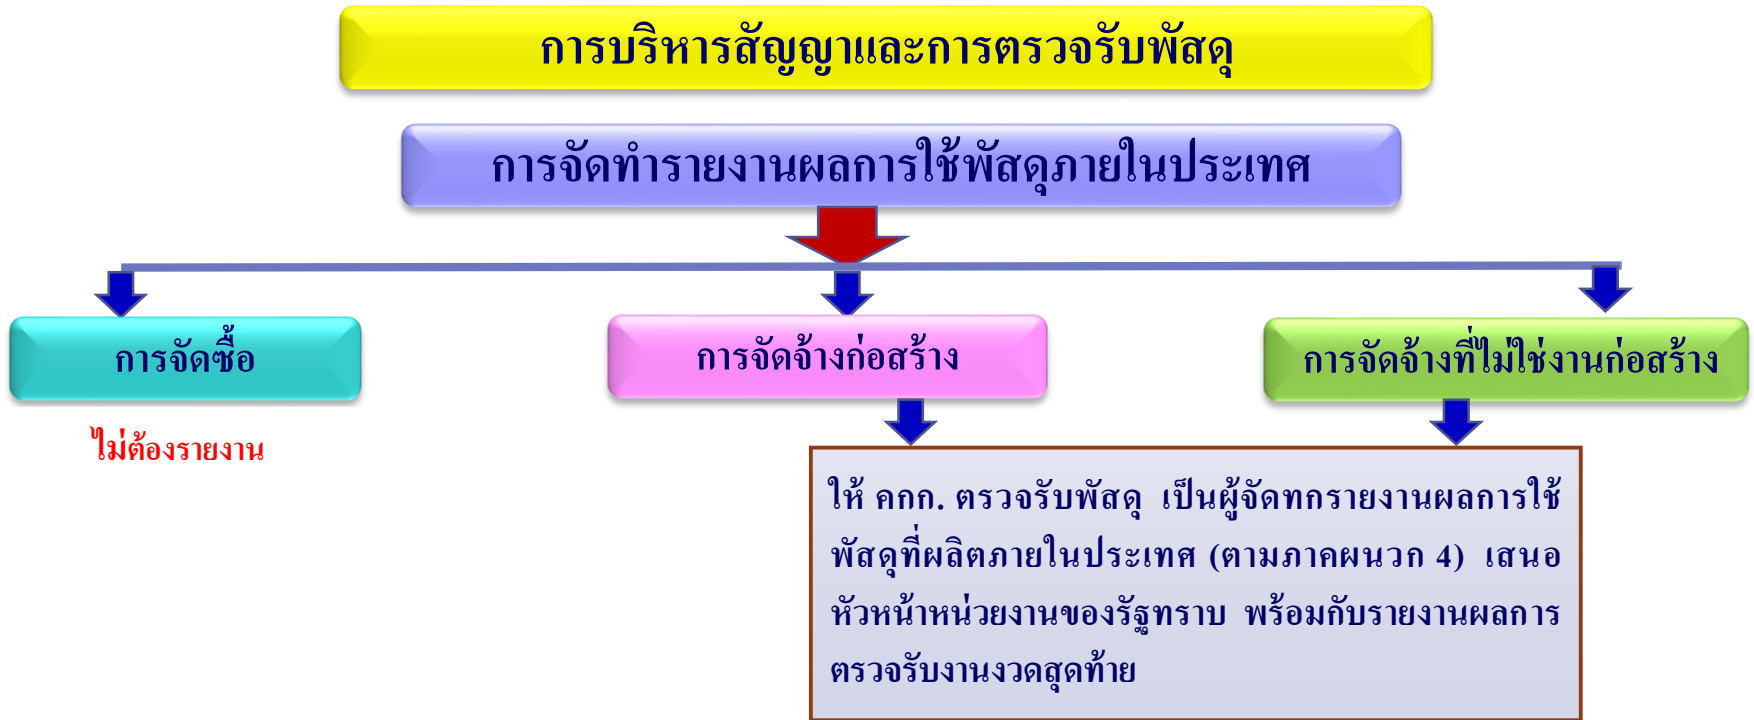 การบริหารสัญญาและการตรวจรับพัสดุ
การจัดทำรายงานผลการใช้พัสดุภายในประเทศ
การจัดซื้อ
การจัดจ้างก่อสร้าง
การจัดจ้างที่ไม่ใช่งานก่อสร้าง
ไม่ต้องรายงาน
ให้ คกก. ตรวจรับพัสดุ เป็นผู้จัดทกรายงานผลการใช้
พัสดุที่ผลิตภายในประเทศ (ตามภาคผนวก 4) เสนอ
หัวหน้าหน่วยงานของรัฐทราบ พร้อมกับรายงานผลการ
ตรวจรับงานงวดสุดท้าย